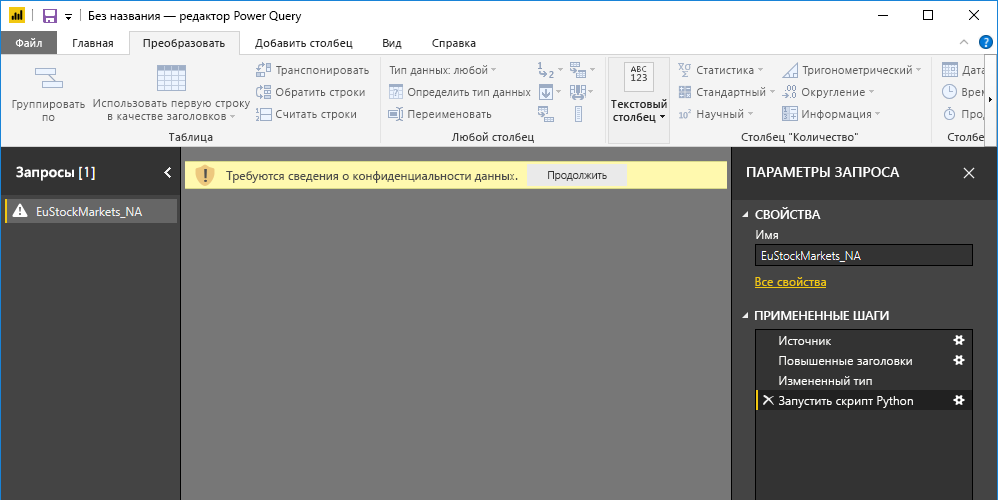 Без названия — редактор Power Query
Файл Главная Преобразовать Добавить столбец Вид Справка
Группировать по
Использовать первую строку в качестве заголовков
Транспонировать
Обратить строки
Считать строки
Таблица
Тип данных: любой
Определить тип данных
Переименовать
Любой столбец
ABC
123
Текстовый столбец
Статистика
Стандартный
Научный
Тригонометрический
Округление
Информация
Столбец "Количество"
Дата
Врем
Прод
Столбе
Запросы [1]
EuStockMarkets_NA
Требуются сведения о конфиденциальности данных. Продолжить
ПАРАМЕТРЫ ЗАПРОСА
СВОЙСТВА
Имя
EuStockMarkets_NA
Все свойства
ПРИМЕНЕННЫЕ ШАГИ
Источник
Повышенные заголовки
Измененный тип
Запустить скрипт Python